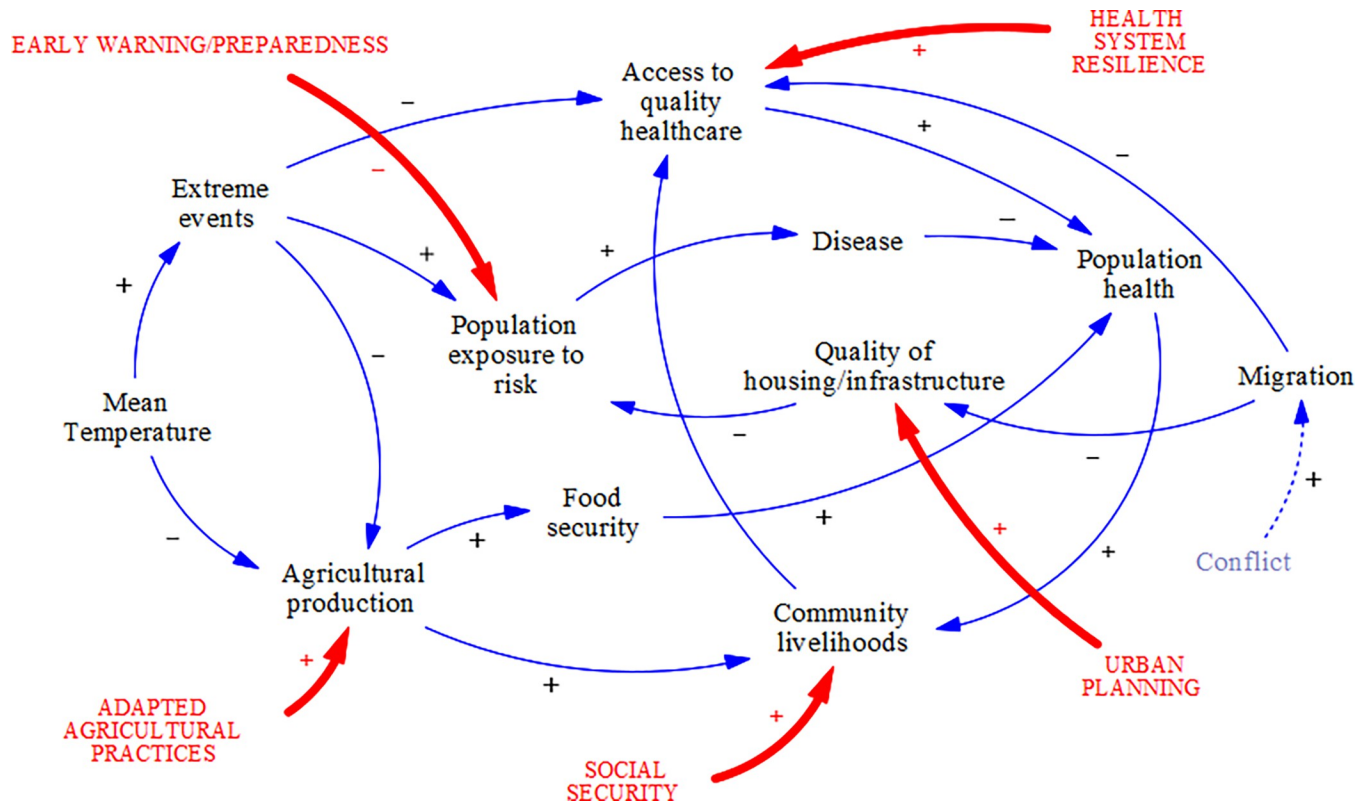 EARLY WARNING/PREPAREDNESS
HEALTH
SYSTEM
RESILIENCE
+
Access to
quality
healthcare
−
+
−
−
Extreme
events
+
+
−
Disease
Population
health
+
Population
exposure to
risk
−
Quality of
housing/infrastructure
Migration
Mean
Temperature
−
−
+
Food
security
+
−
+
+
+
Conflict
Agricultural
production
Community
livelihoods
+
+
URBAN
PLANNING
ADAPTED
AGRICULTURAL
PRACTICES
+
SOCIAL
SECURITY